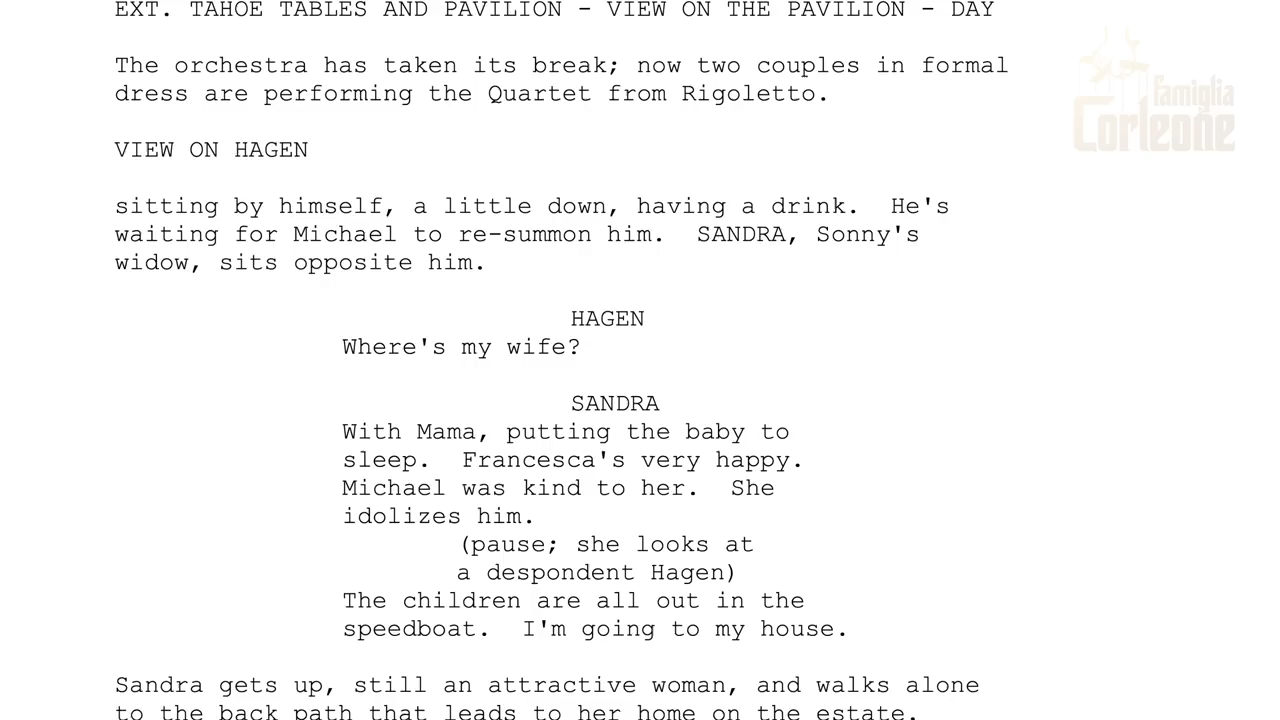 EXT. TAHOE TABLES AND PAVILION - VIEW ON THE PAVILION - DAY
The orchestra has taken its break; now two couples in formal
dress are performing the Quartet from Rigoletto.
VIEW ON HAGEN
sitting by himself, a little down, having a drink.  He's
waiting for Michael to re-summon him.  SANDRA, Sonny's
widow, sits opposite him.
HAGEN
Where's my wife?
SANDRA
With Mama, putting the baby to
sleep.  Francesca's very happy.
Michael was kind to her.  She
idolizes him.
(pause; she looks at
a despondent Hagen)
The children are all out in the
speedboat.  I'm going to my house.
Sandra gets up, still an attractive woman, and walks alone
to the back path that leads to her home on the estate.
famiglia
Corleone